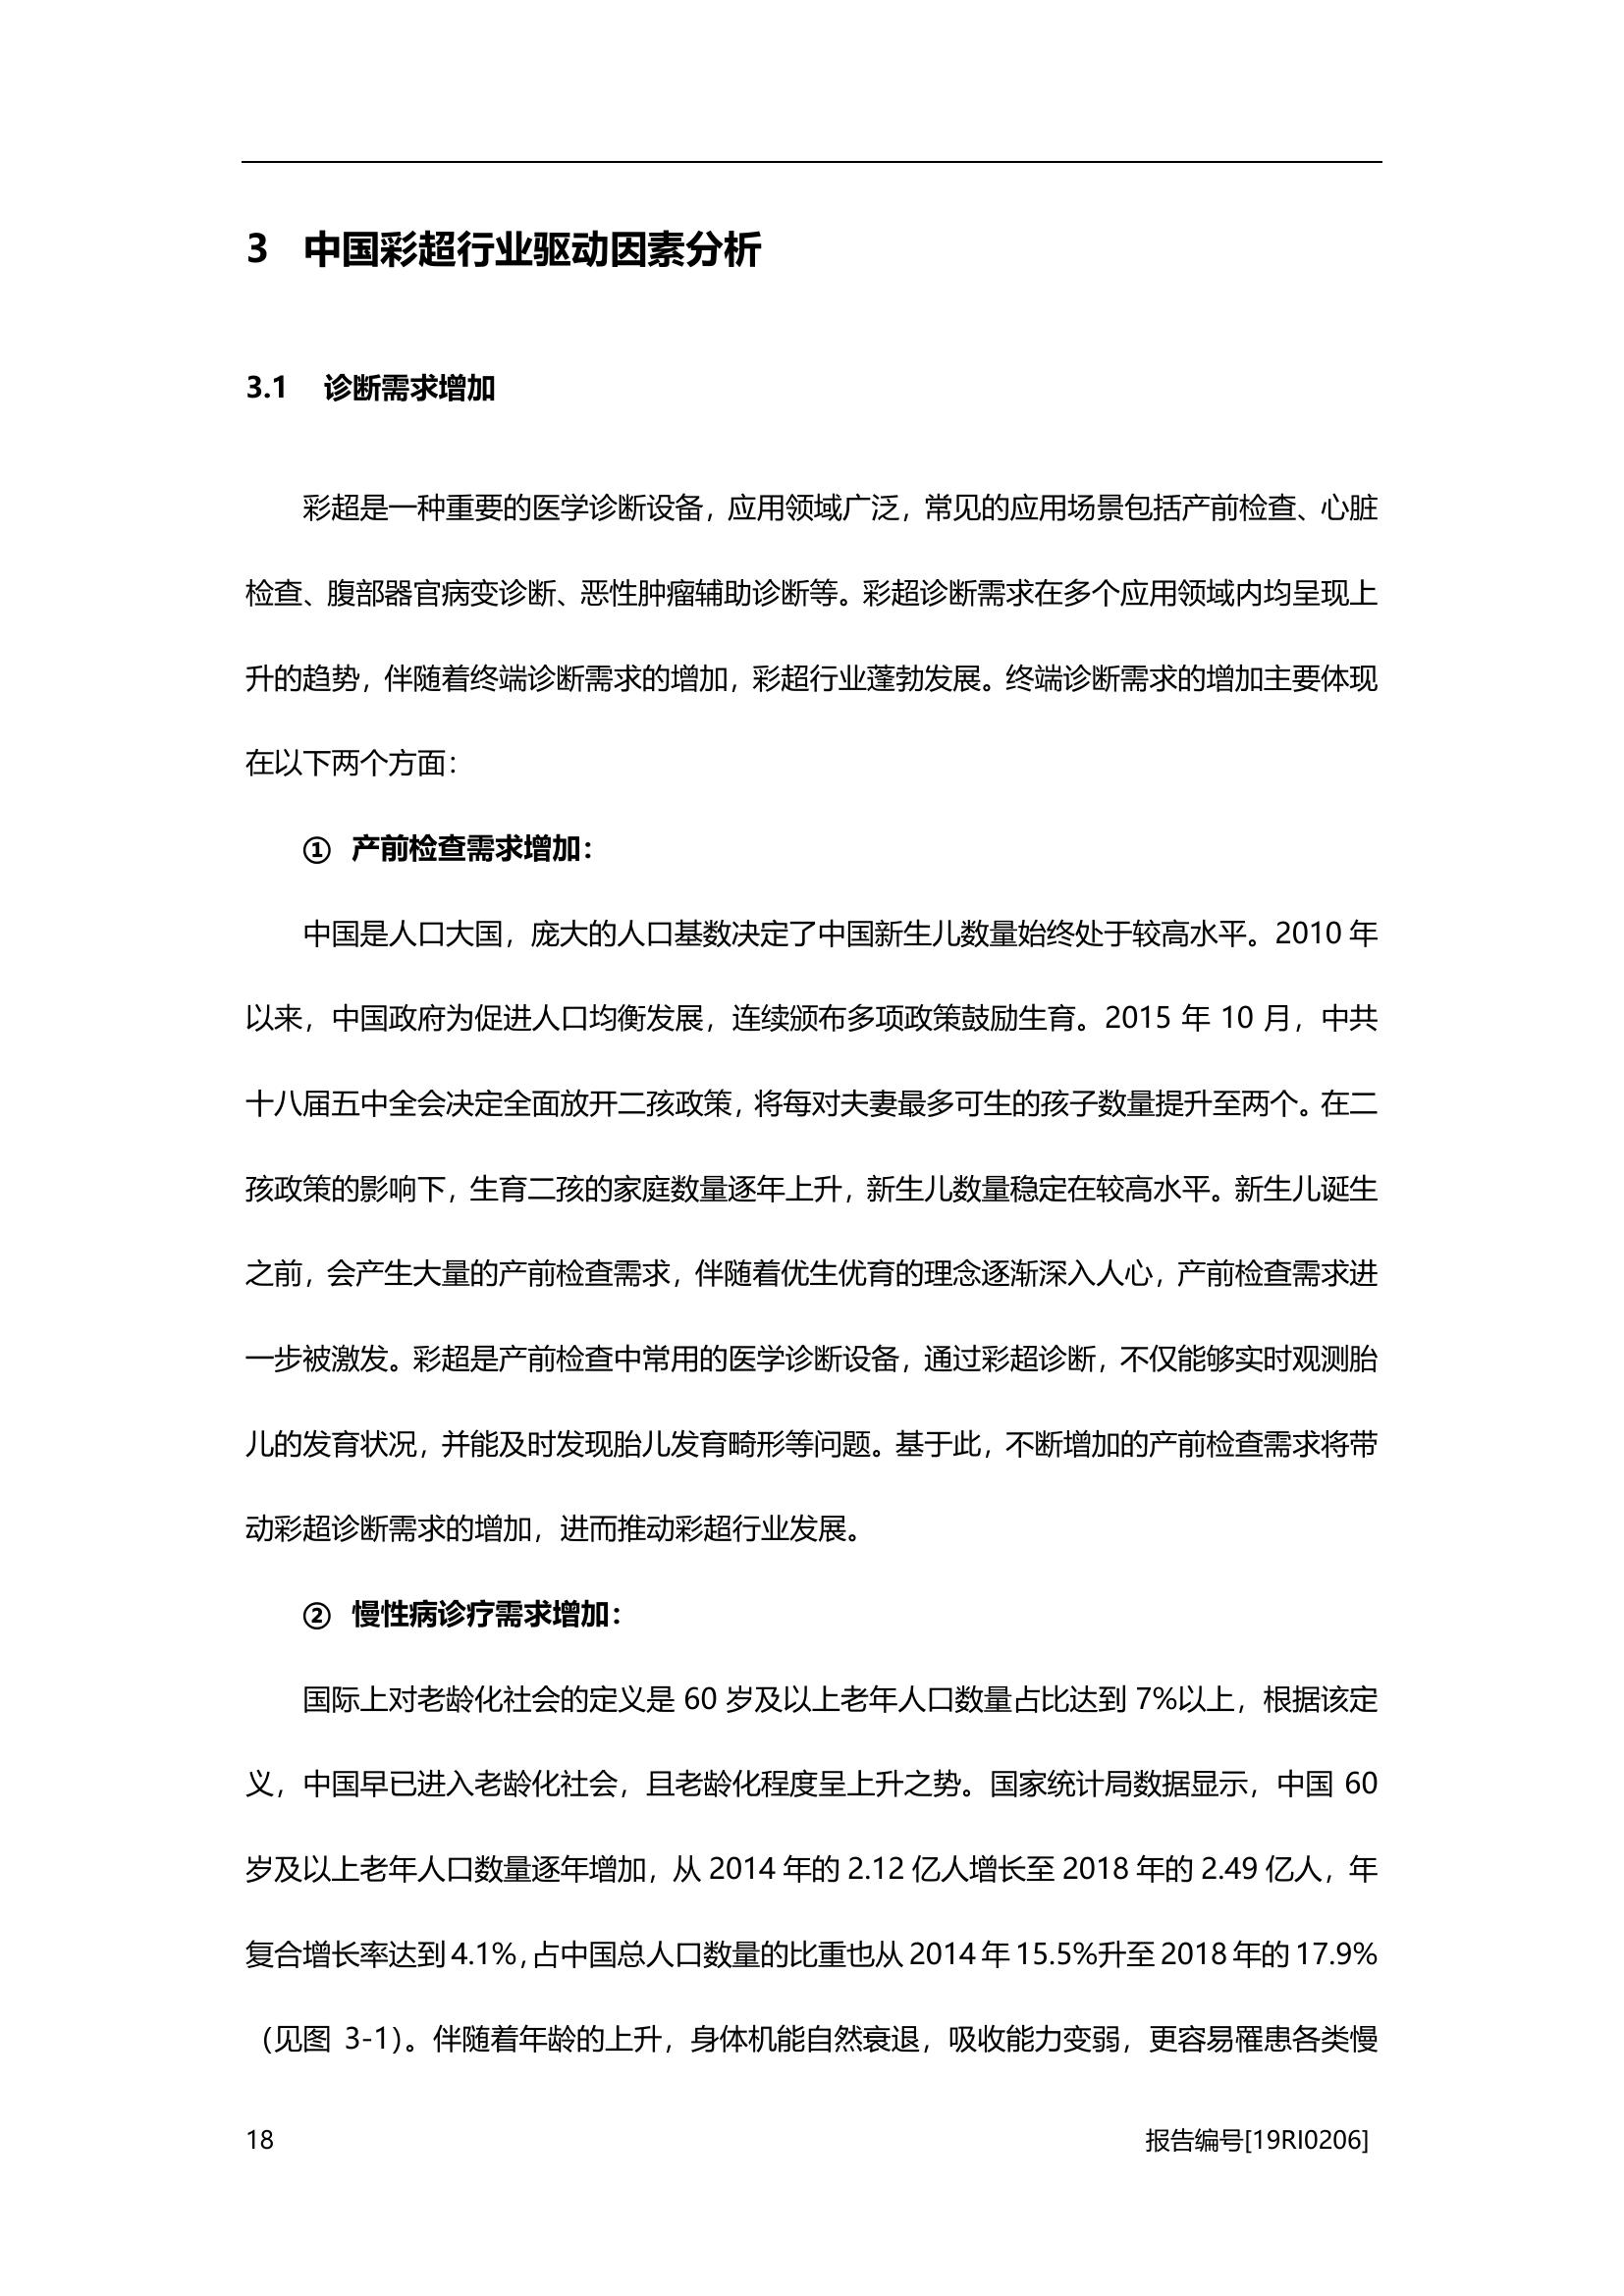 3 中国彩超行业驱动因素分析
3.1 诊断需求增加
彩超是一种重要的医学诊断设备，应用领域广泛，常见的应用场景包括产前检查、心脏
检查、腹部器官病变诊断、恶性肿瘤辅助诊断等。彩超诊断需求在多个应用领域内均呈现上
升的趋势，伴随着终端诊断需求的增加，彩超行业蓬勃发展。终端诊断需求的增加主要体现
在以下两个方面：
① 产前检查需求增加：
中国是人口大国，庞大的人口基数决定了中国新生儿数量始终处于较高水平。2010 年
以来，中国政府为促进人口均衡发展，连续颁布多项政策鼓励生育。2015 年 10 月，中共
十八届五中全会决定全面放开二孩政策，将每对夫妻最多可生的孩子数量提升至两个。在二
孩政策的影响下，生育二孩的家庭数量逐年上升，新生儿数量稳定在较高水平。新生儿诞生
之前，会产生大量的产前检查需求，伴随着优生优育的理念逐渐深入人心，产前检查需求进
一步被激发。彩超是产前检查中常用的医学诊断设备，通过彩超诊断，不仅能够实时观测胎
儿的发育状况，并能及时发现胎儿发育畸形等问题。基于此，不断增加的产前检查需求将带
动彩超诊断需求的增加，进而推动彩超行业发展。
② 慢性病诊疗需求增加：
国际上对老龄化社会的定义是 60 岁及以上老年人口数量占比达到 7%以上，根据该定
义，中国早已进入老龄化社会，且老龄化程度呈上升之势。国家统计局数据显示，中国 60
岁及以上老年人口数量逐年增加，从 2014 年的 2.12 亿人增长至 2018 年的 2.49 亿人，年
复合增长率达到 4.1%，占中国总人口数量的比重也从 2014 年 15.5%升至 2018 年的 17.9%
（见图 3-1）。伴随着年龄的上升，身体机能自然衰退，吸收能力变弱，更容易罹患各类慢
18 报告编号[19RI0206]